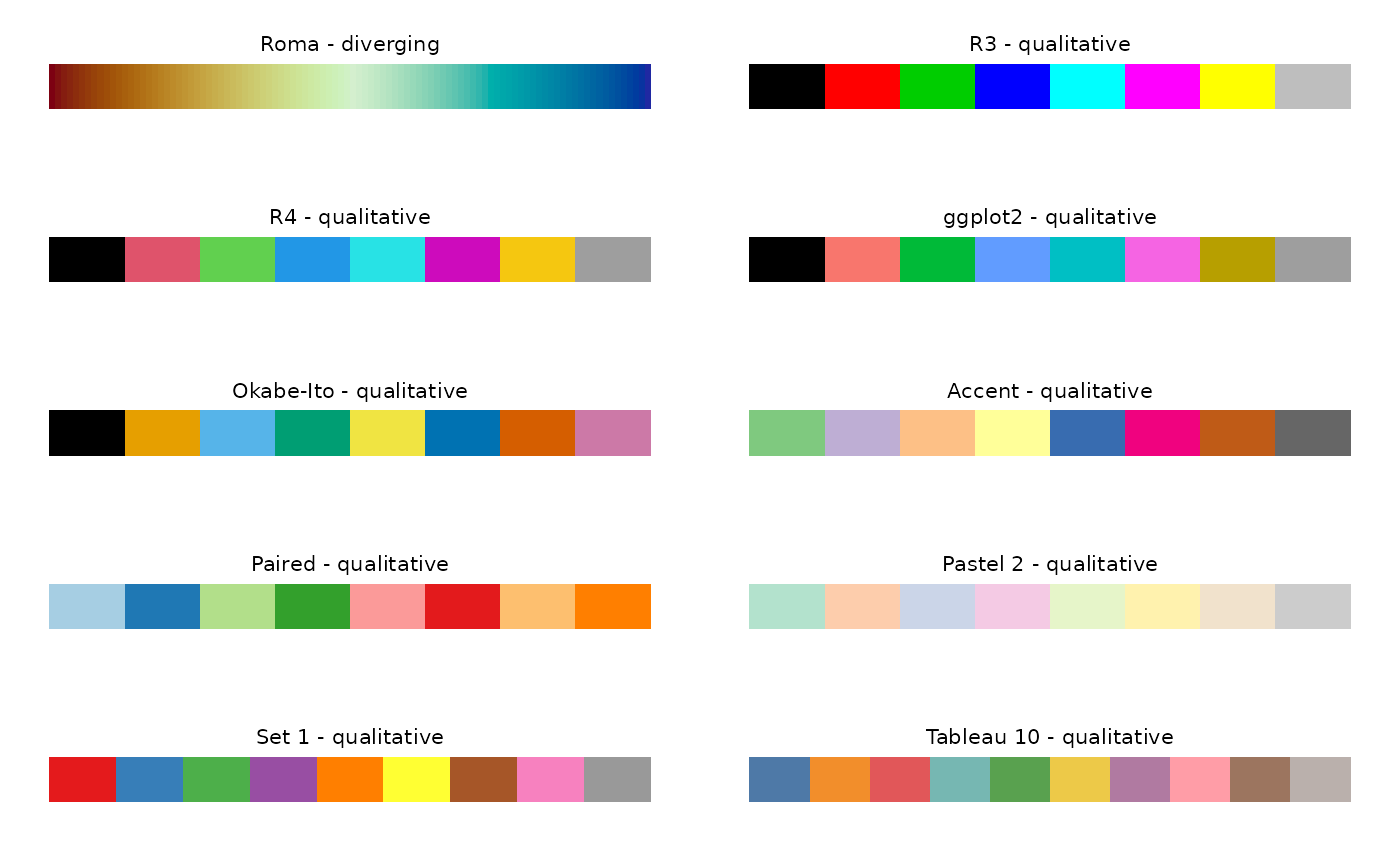 Roma - diverging
R3 - qualitative
R4 - qualitative
ggplot2 - qualitative
Okabe-Ito - qualitative
Accent - qualitative
Paired - qualitative
Pastel 2 - qualitative
Set 1 - qualitative
Tableau 10 - qualitative